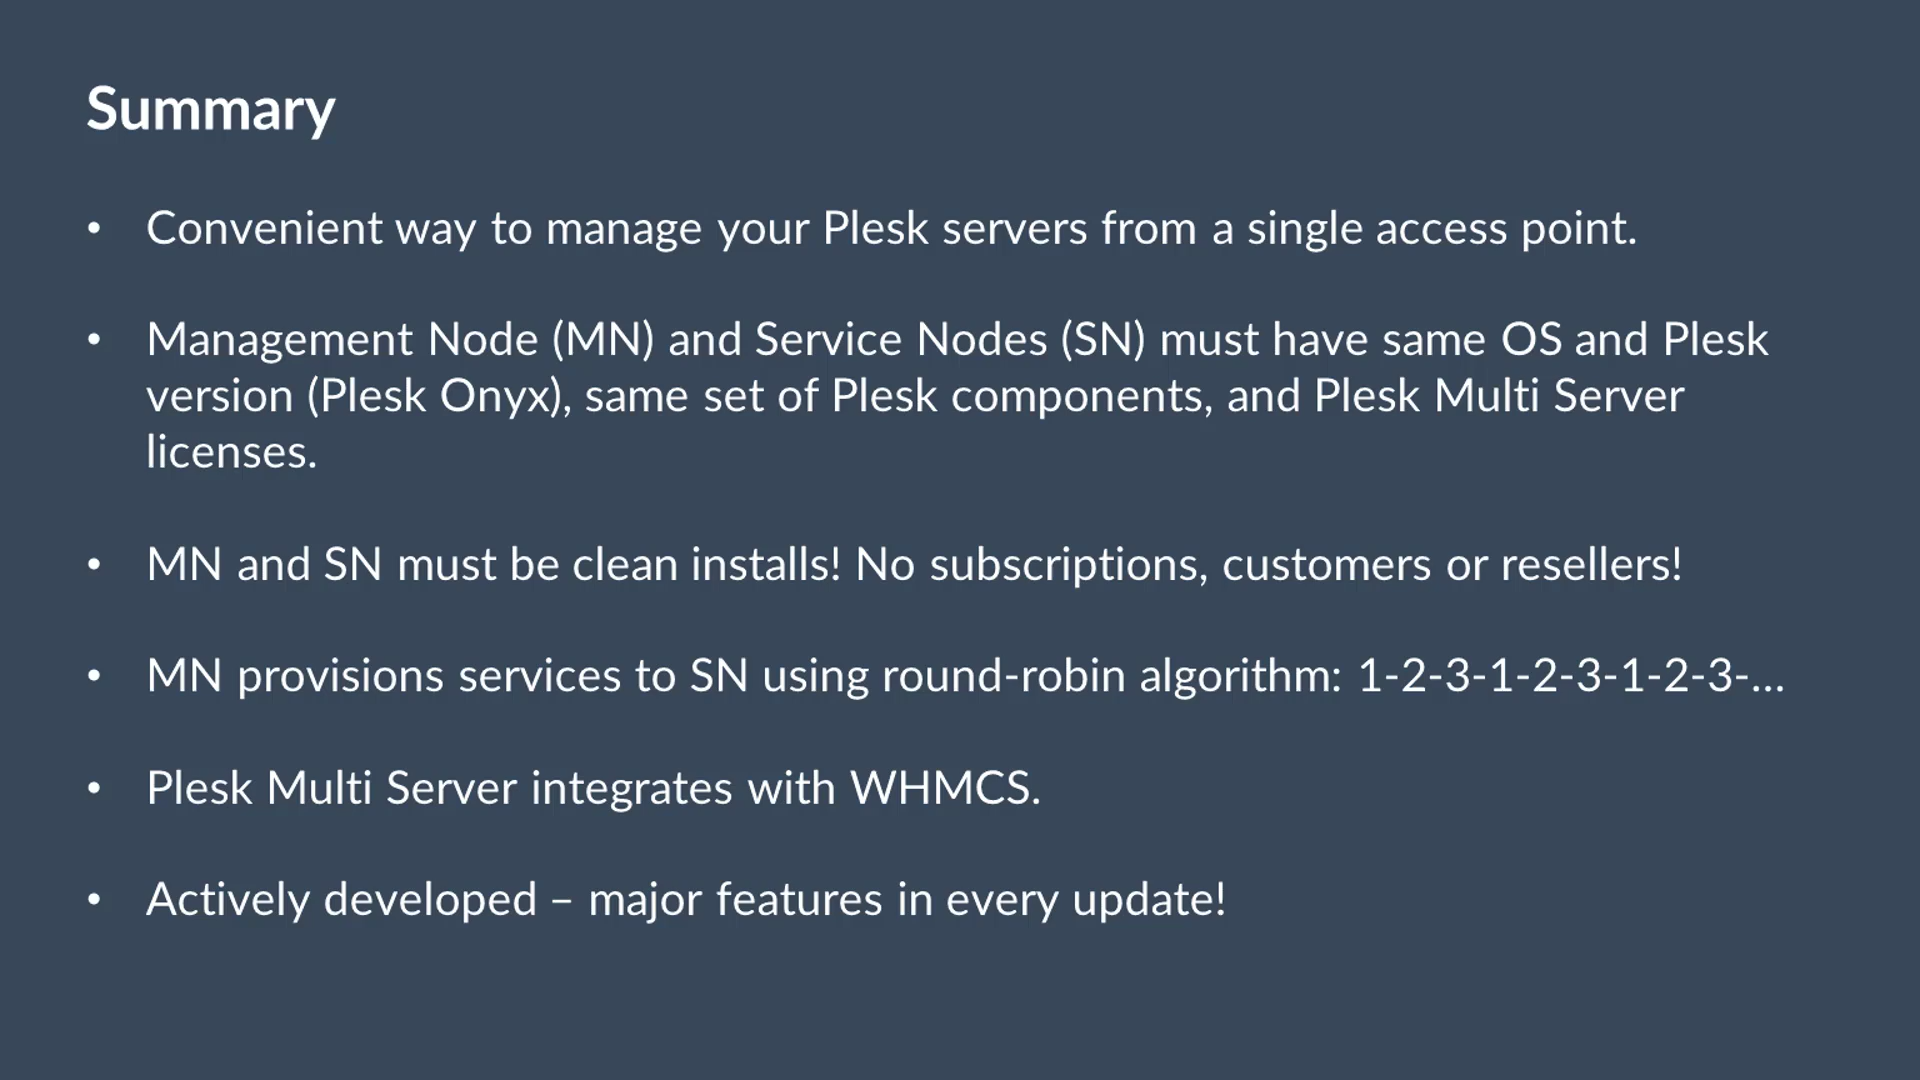 Summary
• Convenient way to manage your Plesk servers from a single access point.
• Management Node (MN) and Service Nodes (SN) must have same OS and Plesk
version (Plesk Onyx), same set of Plesk components, and Plesk Multi Server
licenses.
• MN and SN must be clean installs! No subscriptions, customers or resellers!
• MN provisions services to SN using round-robin algorithm: 1-2-3-1-2-3-1-2-3-...
• Plesk Multi Server integrates with WHMCS.
• Actively developed – major features in every update!